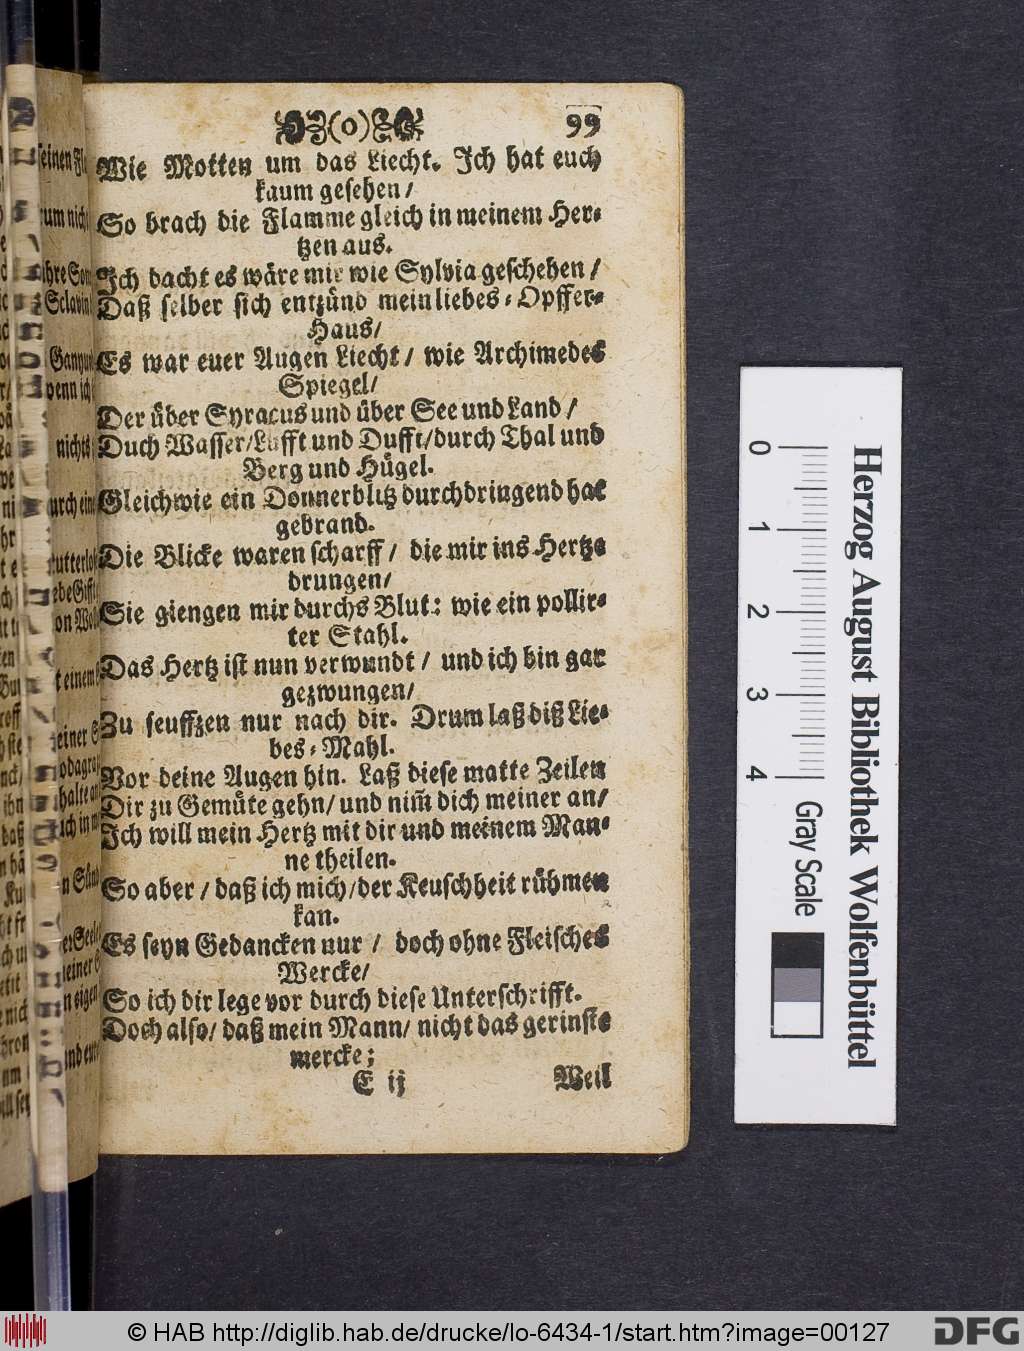 (o) 99
Wie Motten um das Liecht. Ich hat euch
kaum gesehen/
So brach die Flamme gleich in meinem Her-
tzen aus.
Ich dacht es wäre mir wie Sylvia geschehen/
Daß selber sich entzünd mein liebes-Opffer-
Haus/
Es war euer Augen Liecht/ wie Archimedes
Spiegel/
Der über Syracus und über See und Land/
Duch Wasser/Lufft und Dufft/durch Thal und
Berg und Hügel.
Gleichwie ein Donnerblitz durchdringend hat
gebrand.
Die Blicke waren scharff/ die mir ins Hertze
drungen/
Sie giengen mir durchs Blut: wie ein pollir-
ter Stahl.
Das Hertz ist nun verwundt/ und ich bin gar
gezwungen/
Zu seuffzen nur nach dir. Drum laß diß Lie-
bes-Mahl.
Vor deine Augen hin. Laß diese matte Zeilen
Dir zu Gemüte gehn/ und nim̃ dich meiner an/
Ich will mein Hertz mit dir und meinem Man-
ne theilen.
So aber/ daß ich mich/der Keuschheit rühmen
kan.
Es seyn Gedancken nur/ doch ohne Fleisches
Wercke/
So ich dir lege vor durch diese Unterschrifft.
Doch also/ daß mein Mann/ nicht das gerinste
mercke;
E ij Weil
0 1 2 3 4
Gray Scale
Herzog August Bibliothek Wolfenbüttel
© HAB http://diglib.hab.de/drucke/lo-6434-1/start.htm?image=00127
DFG